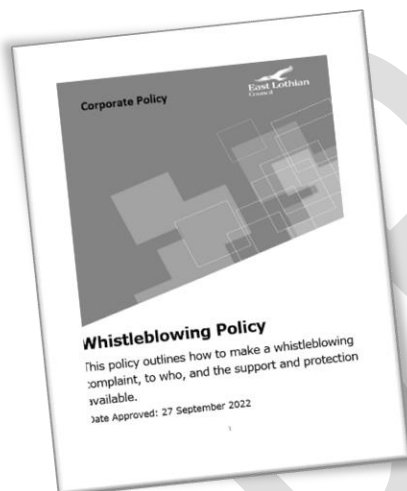 Corporate Policy
East Lothian
Council
Whistleblowing Policy
This policy outlines how to make a whistleblowing
complaint, to who, and the support and protection
available.
Date Approved: 27 September 2022
1